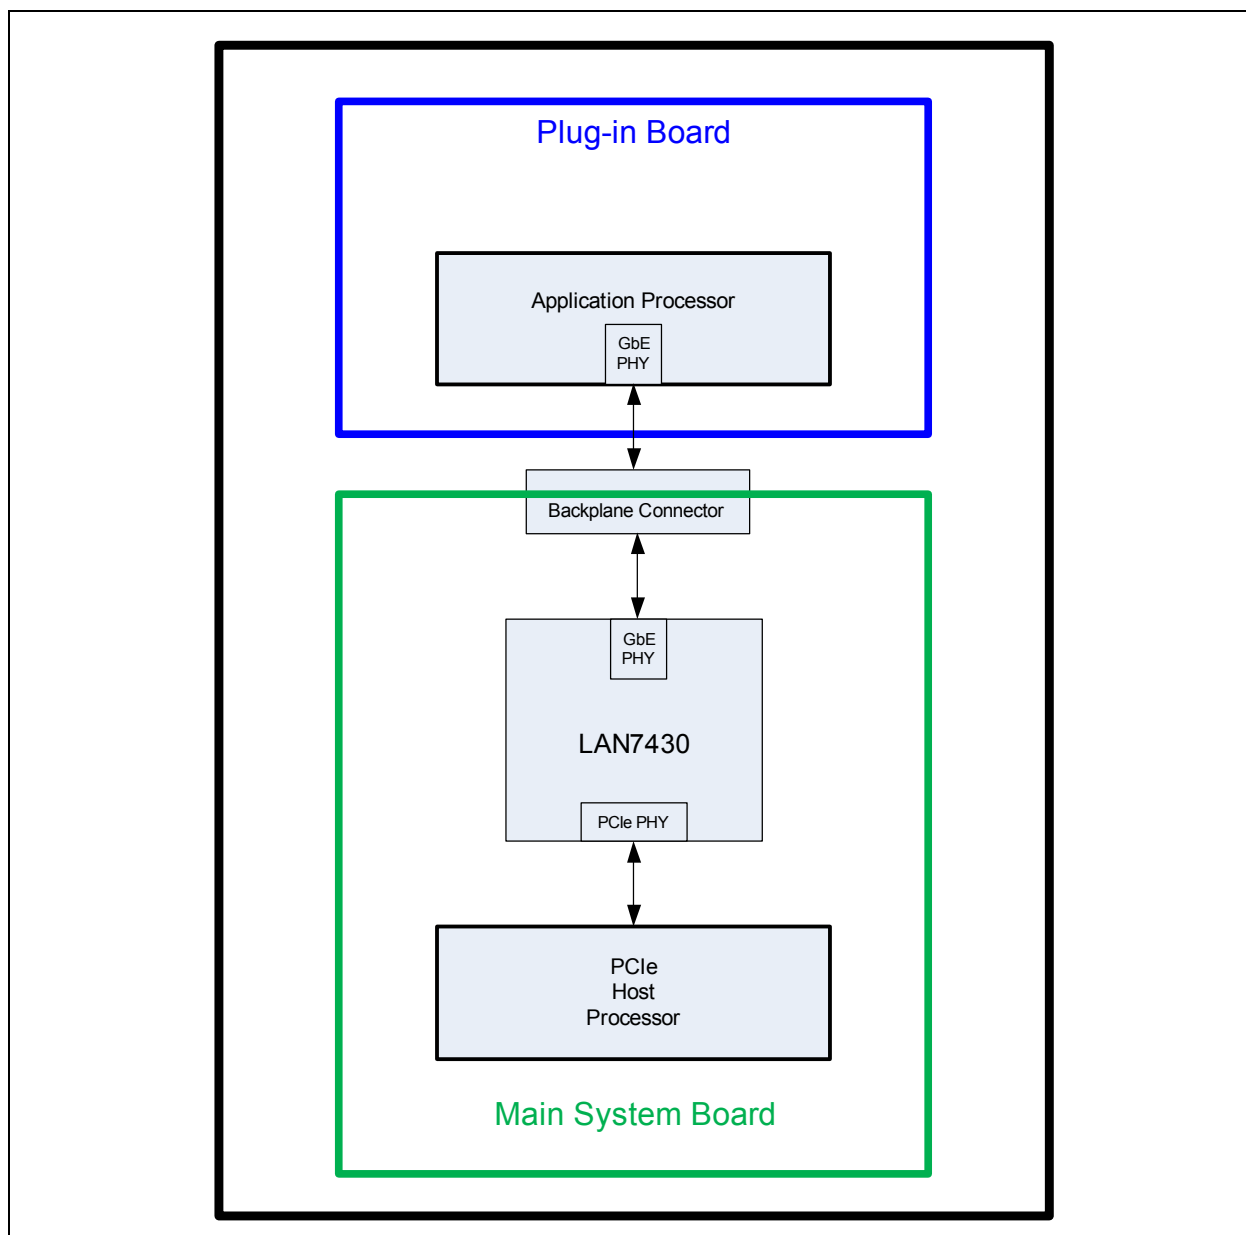 Plug-in Board
Application Processor
GbE
PHY
Backplane Connector
GbE
PHY
LAN7430
PCIe PHY
PCIe
Host
Processor
Main System Board